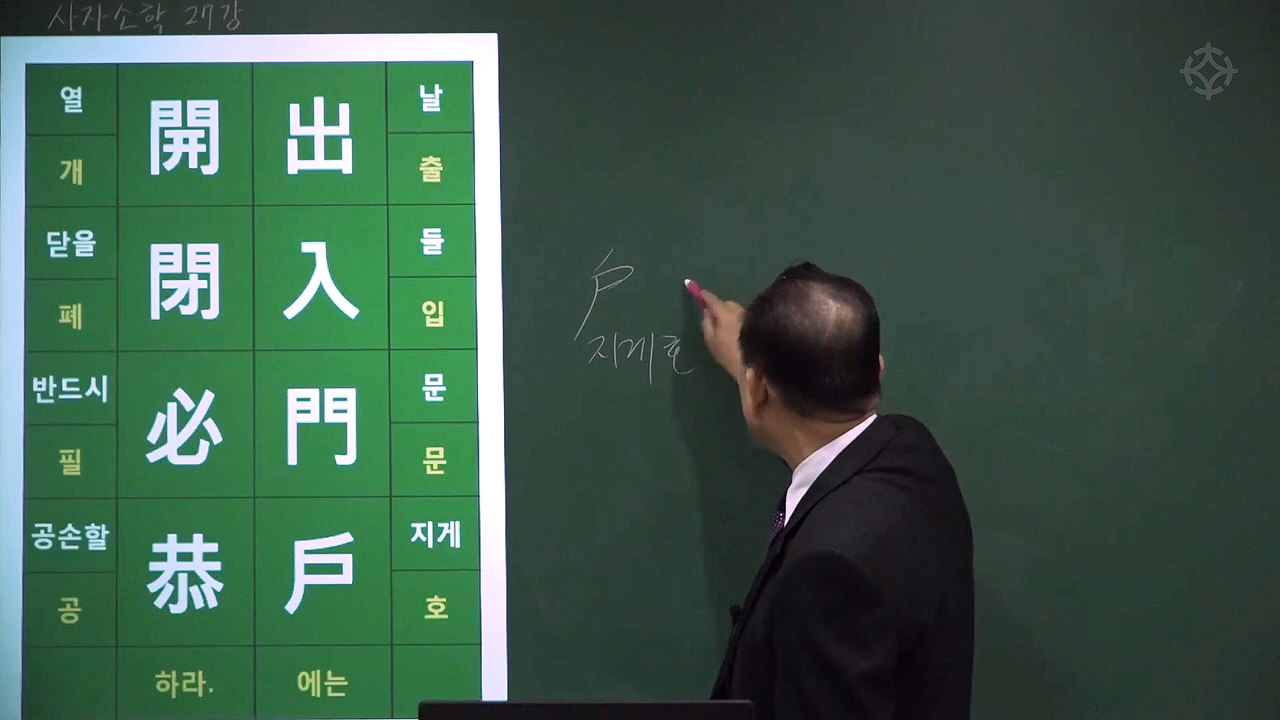 사자소학 27강
열 開 出 날
개 출
닫을 閉 入 들
폐 입
반드시 必 門 문
필 문
공손할 恭 戶 지게
공 호
하라. 에는
戶
지게호